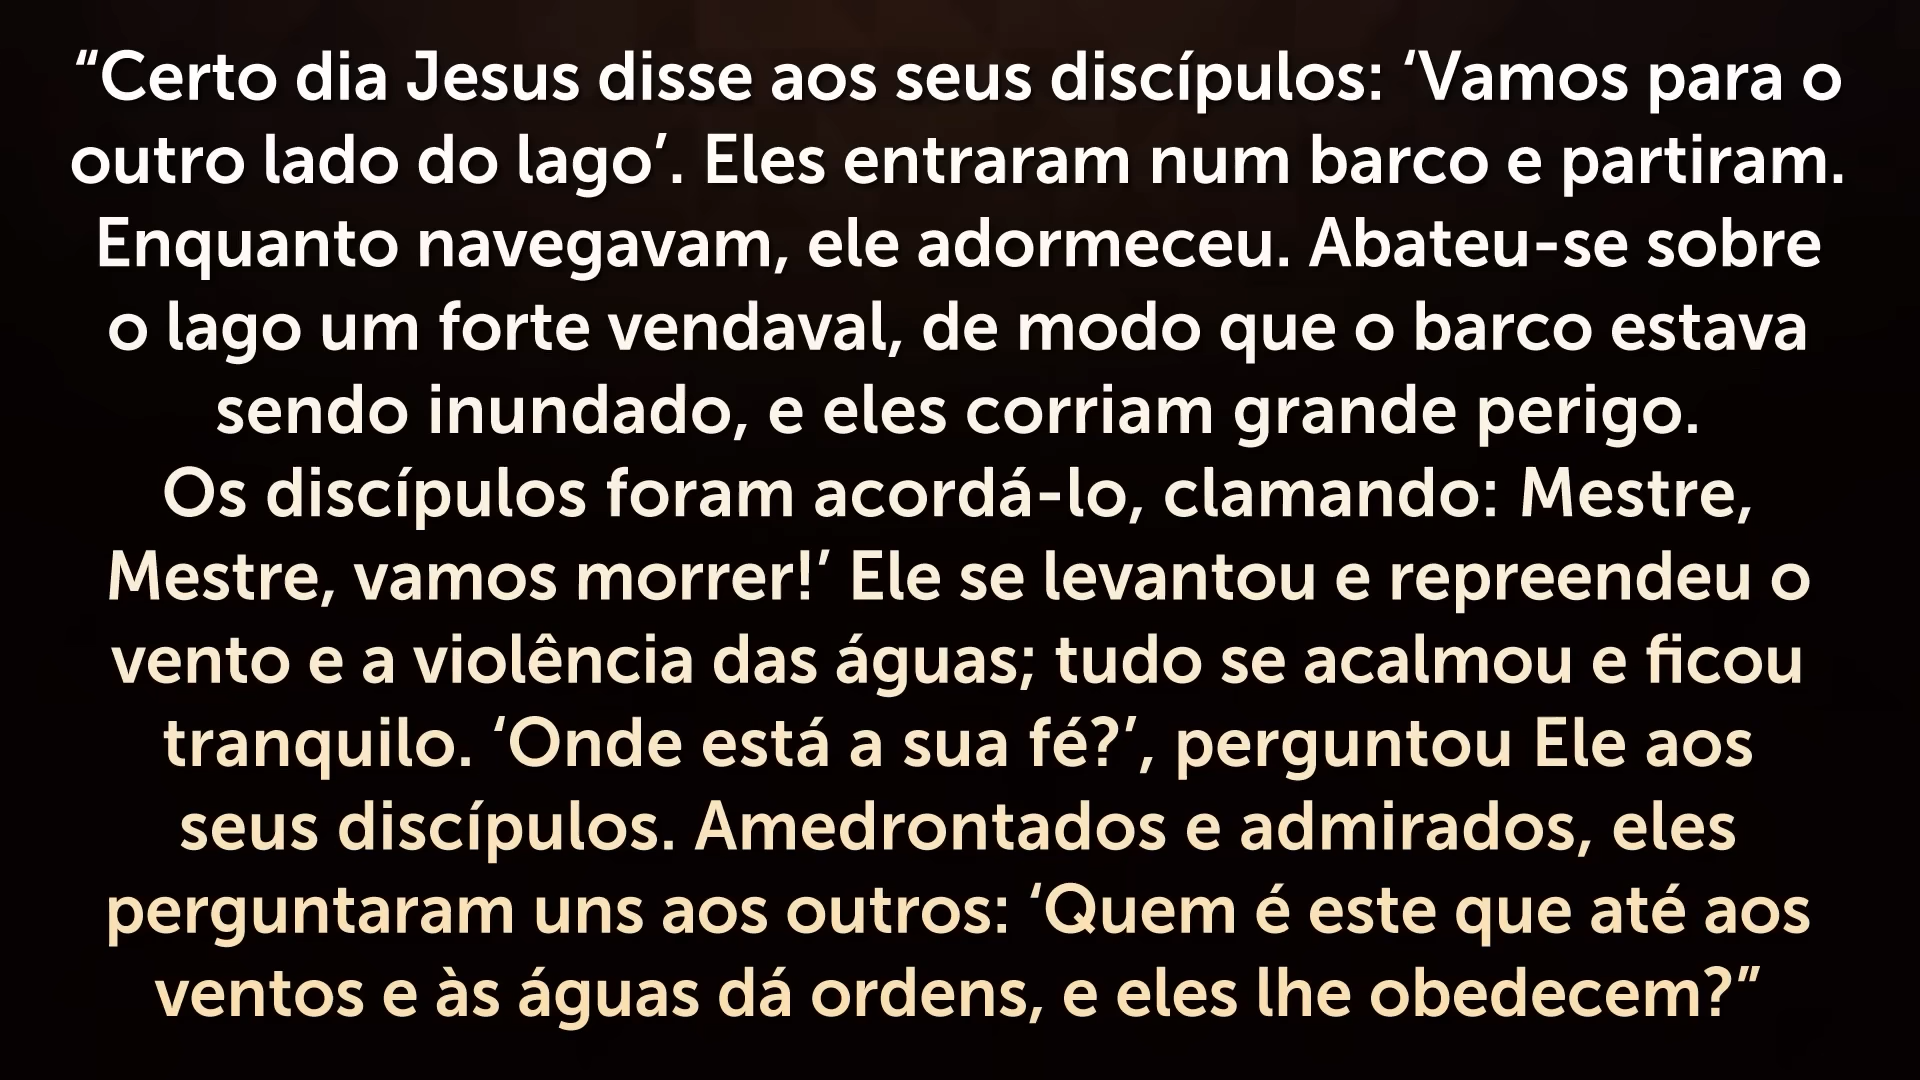 “Certo dia Jesus disse aos seus discípulos: ‘Vamos para o
outro lado do lago’. Eles entraram num barco e partiram.
Enquanto navegavam, ele adormeceu. Abateu-se sobre
o lago um forte vendaval, de modo que o barco estava
sendo inundado, e eles corriam grande perigo.
Os discípulos foram acordá-lo, clamando: Mestre,
Mestre, vamos morrer!’ Ele se levantou e repreendeu o
vento e a violência das águas; tudo se acalmou e ficou
tranquilo. ‘Onde está a sua fé?’, perguntou Ele aos
seus discípulos. Amedrontados e admirados, eles
perguntaram uns aos outros: ‘Quem é este que até aos
ventos e às águas dá ordens, e eles lhe obedecem?”